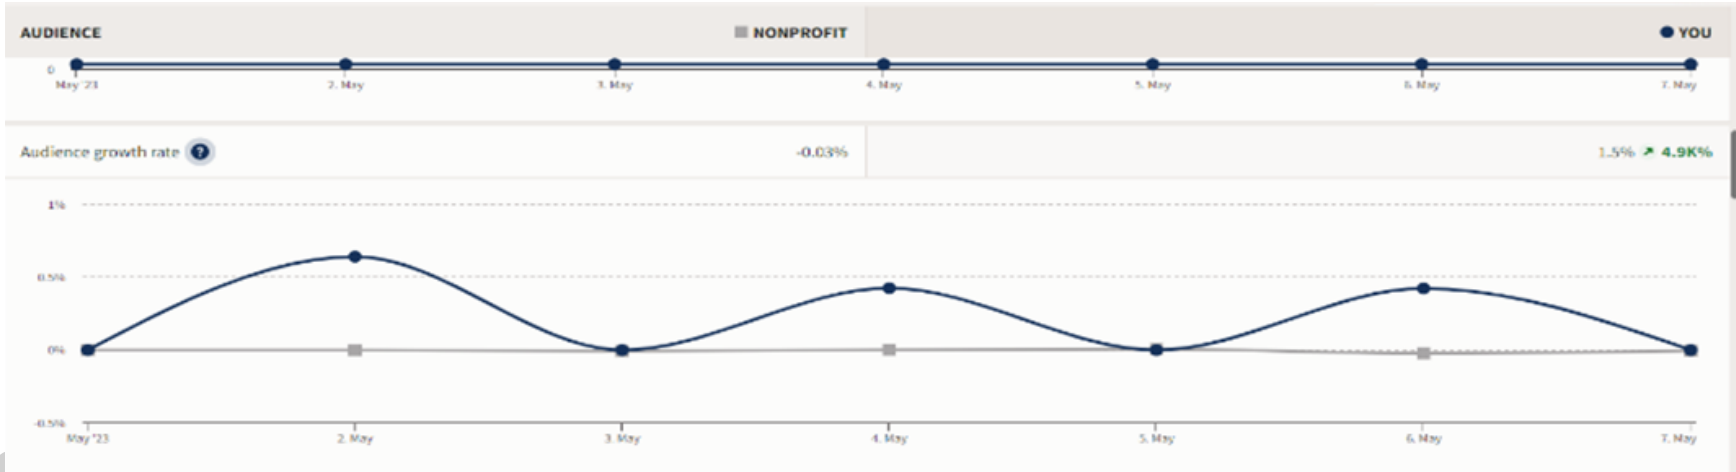 AUDIENCE NONPROFIT YOU
0
May '23 2. May 3. May 4. May 5. May 6. May 7. May
Audience growth rate ? -0.03% 1.5% ↗ 4.9K%
1%
0.5%
0%
-0.5%
May '23 2. May 3. May 4. May 5. May 6. May 7. May